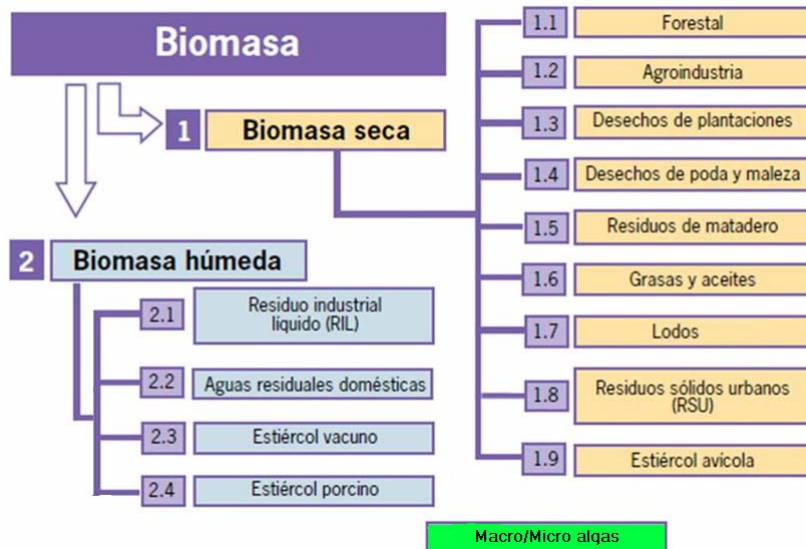 Biomasa
1 Biomasa seca
1.1 Forestal
1.2 Agroindustria
1.3 Desechos de plantaciones
1.4 Desechos de poda y maleza
1.5 Residuos de matadero
1.6 Grasas y aceites
1.7 Lodos
1.8 Residuos sólidos urbanos
(RSU)
1.9 Estiércol avícola
2 Biomasa húmeda
2.1 Residuo industrial
líquido (RIL)
2.2 Aguas residuales domésticas
2.3 Estiércol vacuno
2.4 Estiércol porcino
Macro/Micro algas